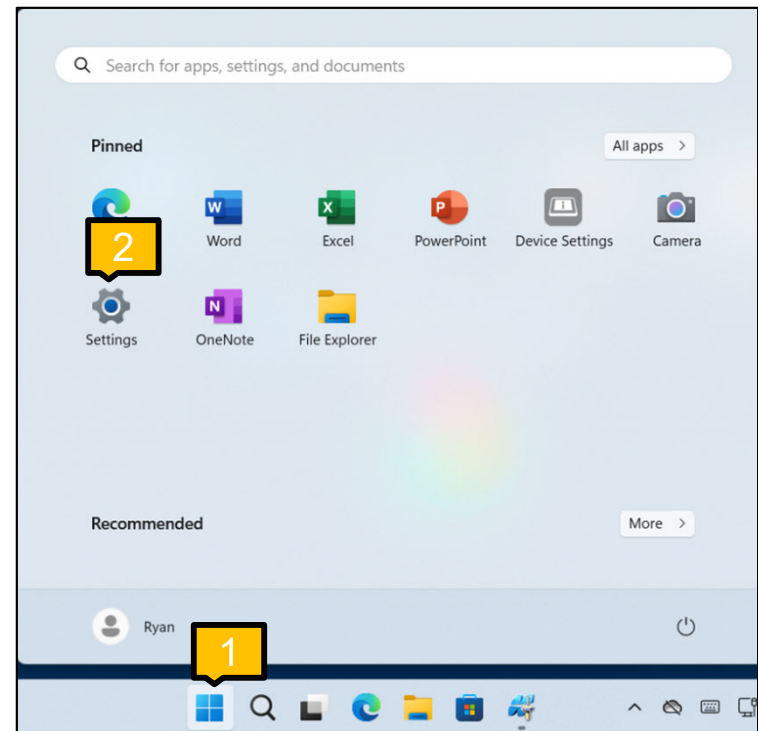 Search for apps, settings, and documents
Pinned
All apps >
2
Word
Excel
PowerPoint
Device Settings
Camera
Settings
OneNote
File Explorer
Recommended
More >
Ryan
1